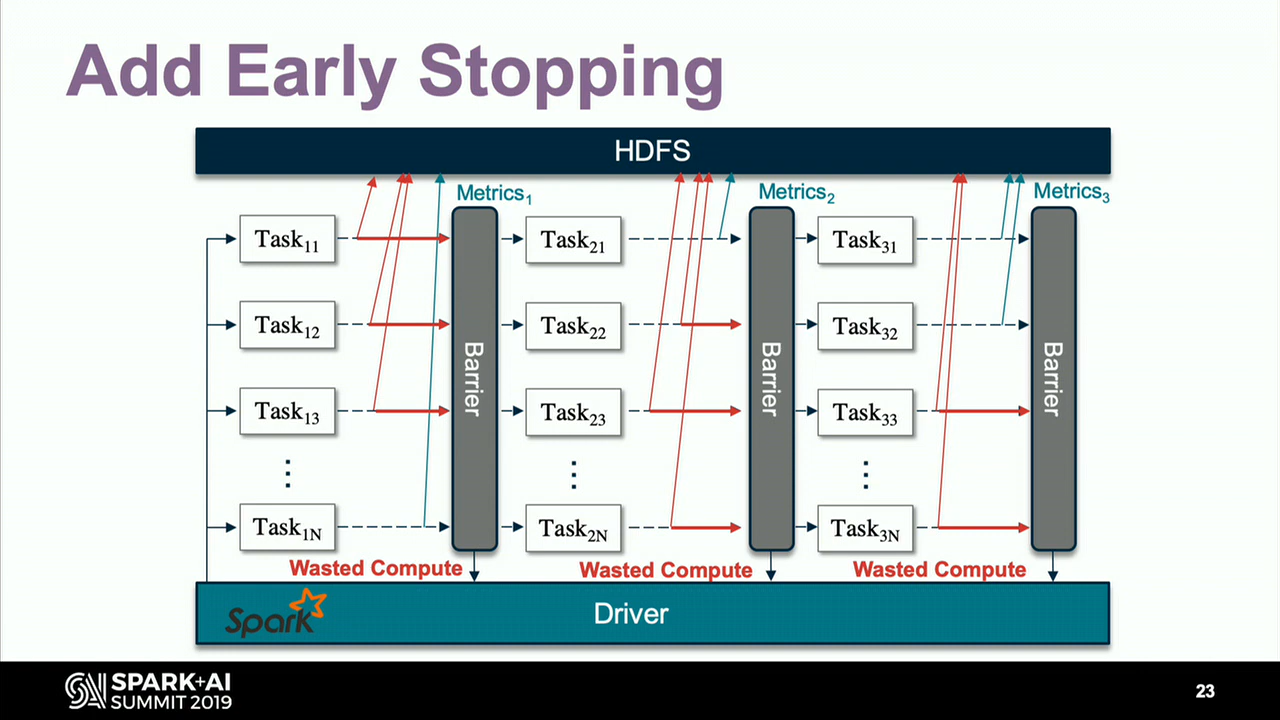 Add Early Stopping
HDFS
Metrics1
Metrics2
Metrics3
Task11
Task21
Task31
Task12
Task22
Task32
Barrier
Barrier
Barrier
Task13
Task23
Task33
Task1N
Task2N
Task3N
Wasted Compute
Wasted Compute
Wasted Compute
Spark
Driver
SPARK+AI
SUMMIT 2019
23